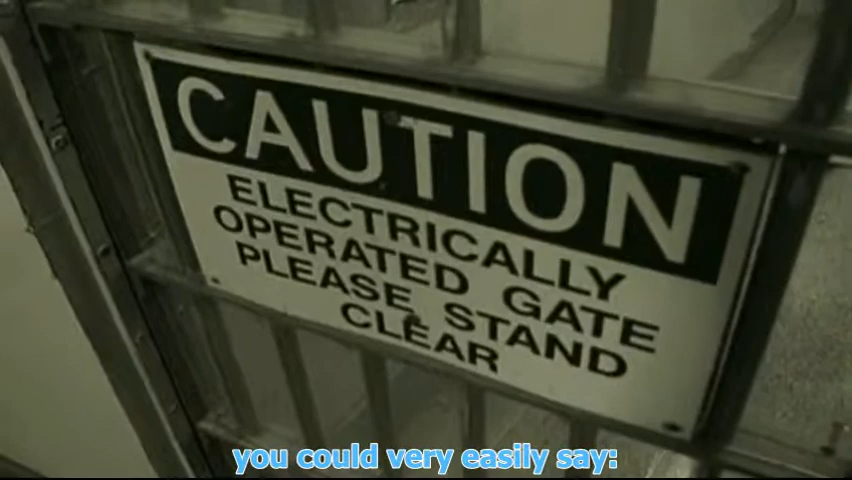 CAUTION
ELECTRICALLY
OPERATED GATE
PLEASE STAND
CLEAR
you could very easily say: